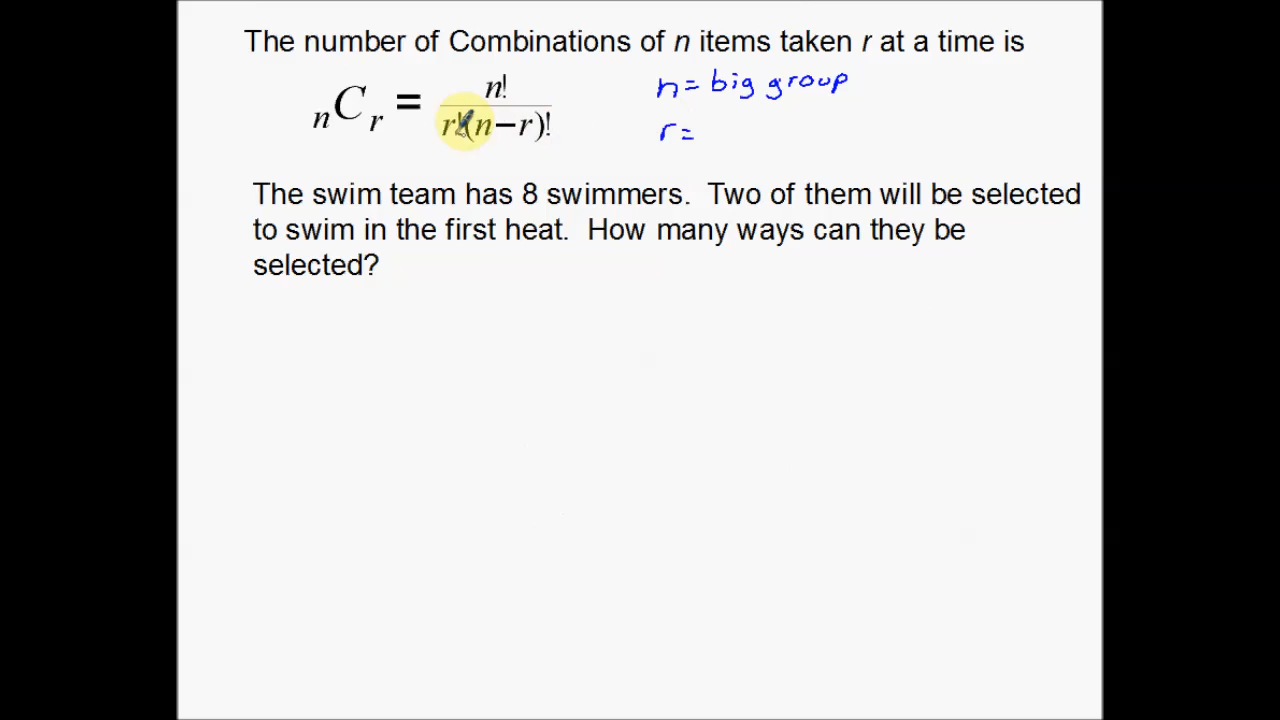 The number of Combinations of n items taken r at a time is
nCr = n! / r!(n−r)!
n = big group
r =
The swim team has 8 swimmers. Two of them will be selected
to swim in the first heat. How many ways can they be
selected?